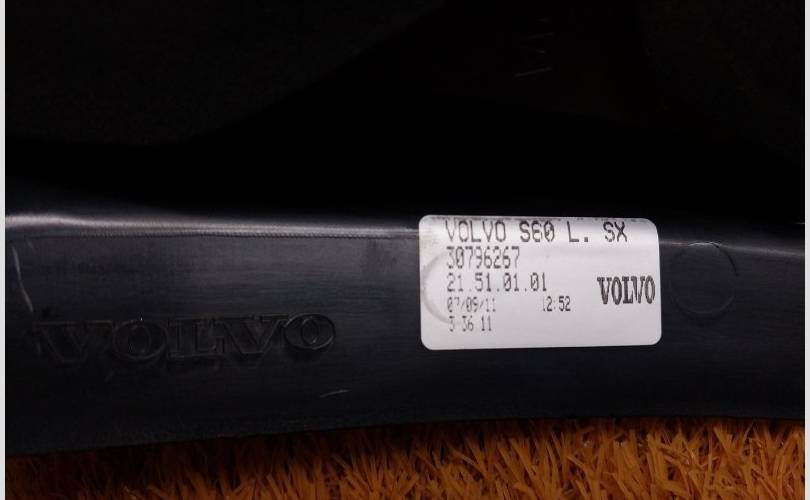 VOLVO S60 L. SX
30796267
21.51.01.01
07/09/11 12:52
3 36 11
VOLVO
VOLVO